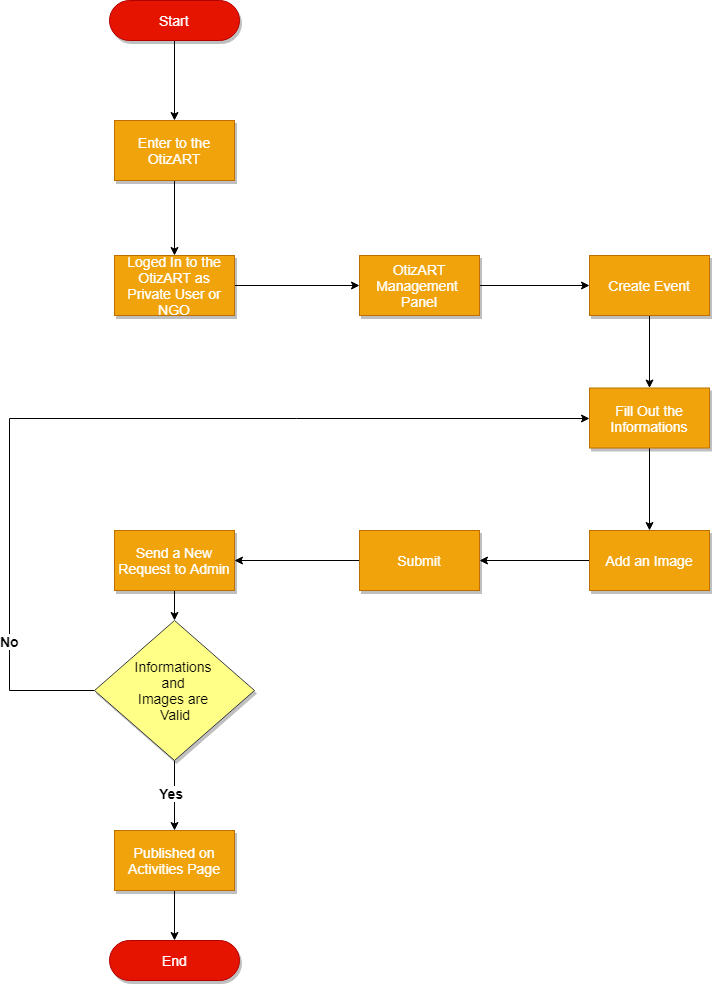 Start
Enter to the
OtizART
Loged In to the
OtizART as
Private User or
NGO
OtizART
Management
Panel
Create Event
Fill Out the
Informations
Add an Image
Submit
Send a New
Request to Admin
No
Informations
and
Images are
Valid
Yes
Published on
Activities Page
End